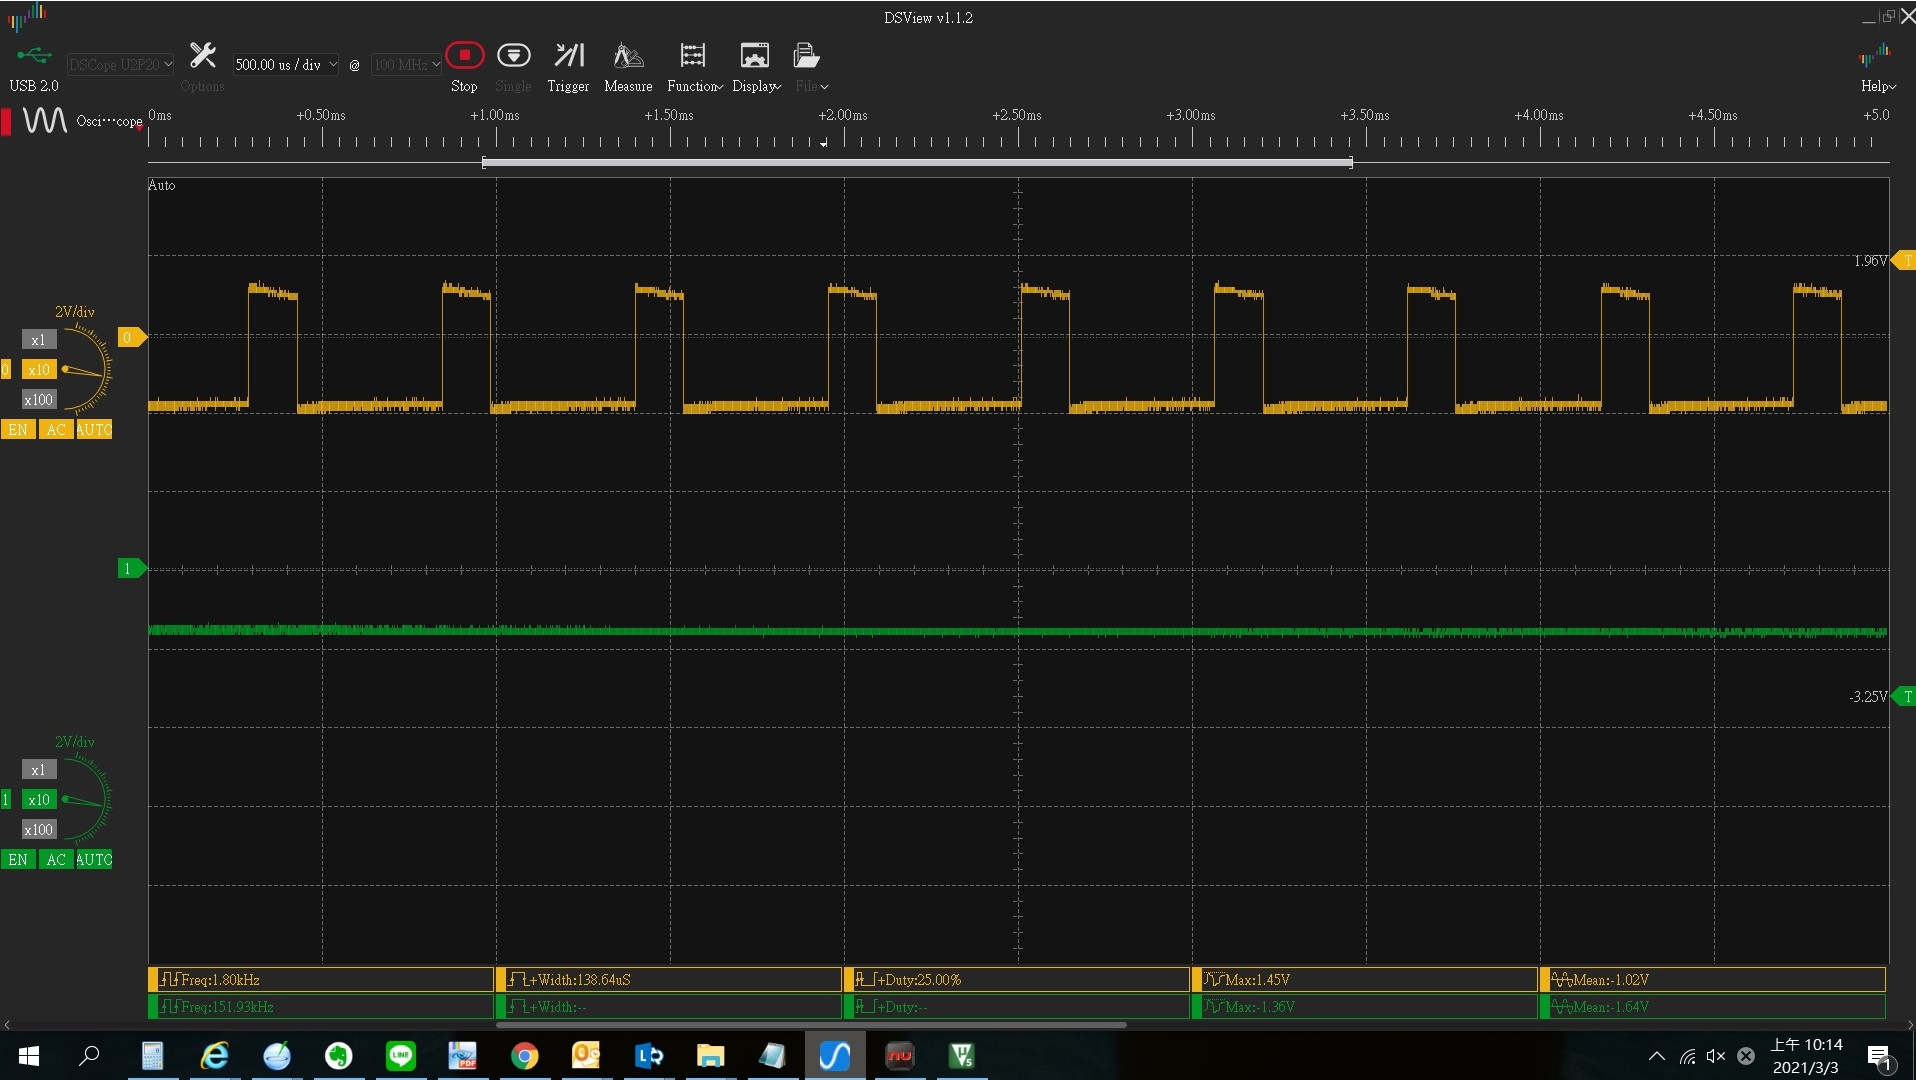 DSView v1.1.2
USB 2.0
DSCope U2P20
Options
500.00 us / div
@
100 MHz
Stop
Single
Trigger
Measure
Function
Display
File
Help
Osci···cope
0ms
+0.50ms
+1.00ms
+1.50ms
+2.00ms
+2.50ms
+3.00ms
+3.50ms
+4.00ms
+4.50ms
+5.0
Auto
1.96V
T
2V/div
x1
0
0
x10
x100
EN
AC
AUTO
1
-3.25V
T
2V/div
x1
1
x10
x100
EN
AC
AUTO
Freq:1.80kHz
+Width:138.64uS
+Duty:25.00%
Max:1.45V
Mean:-1.02V
Freq:151.93kHz
+Width:--
+Duty:--
Max:-1.36V
Mean:-1.64V
LINE
PDF
nu
上午 10:14
2021/3/3
1